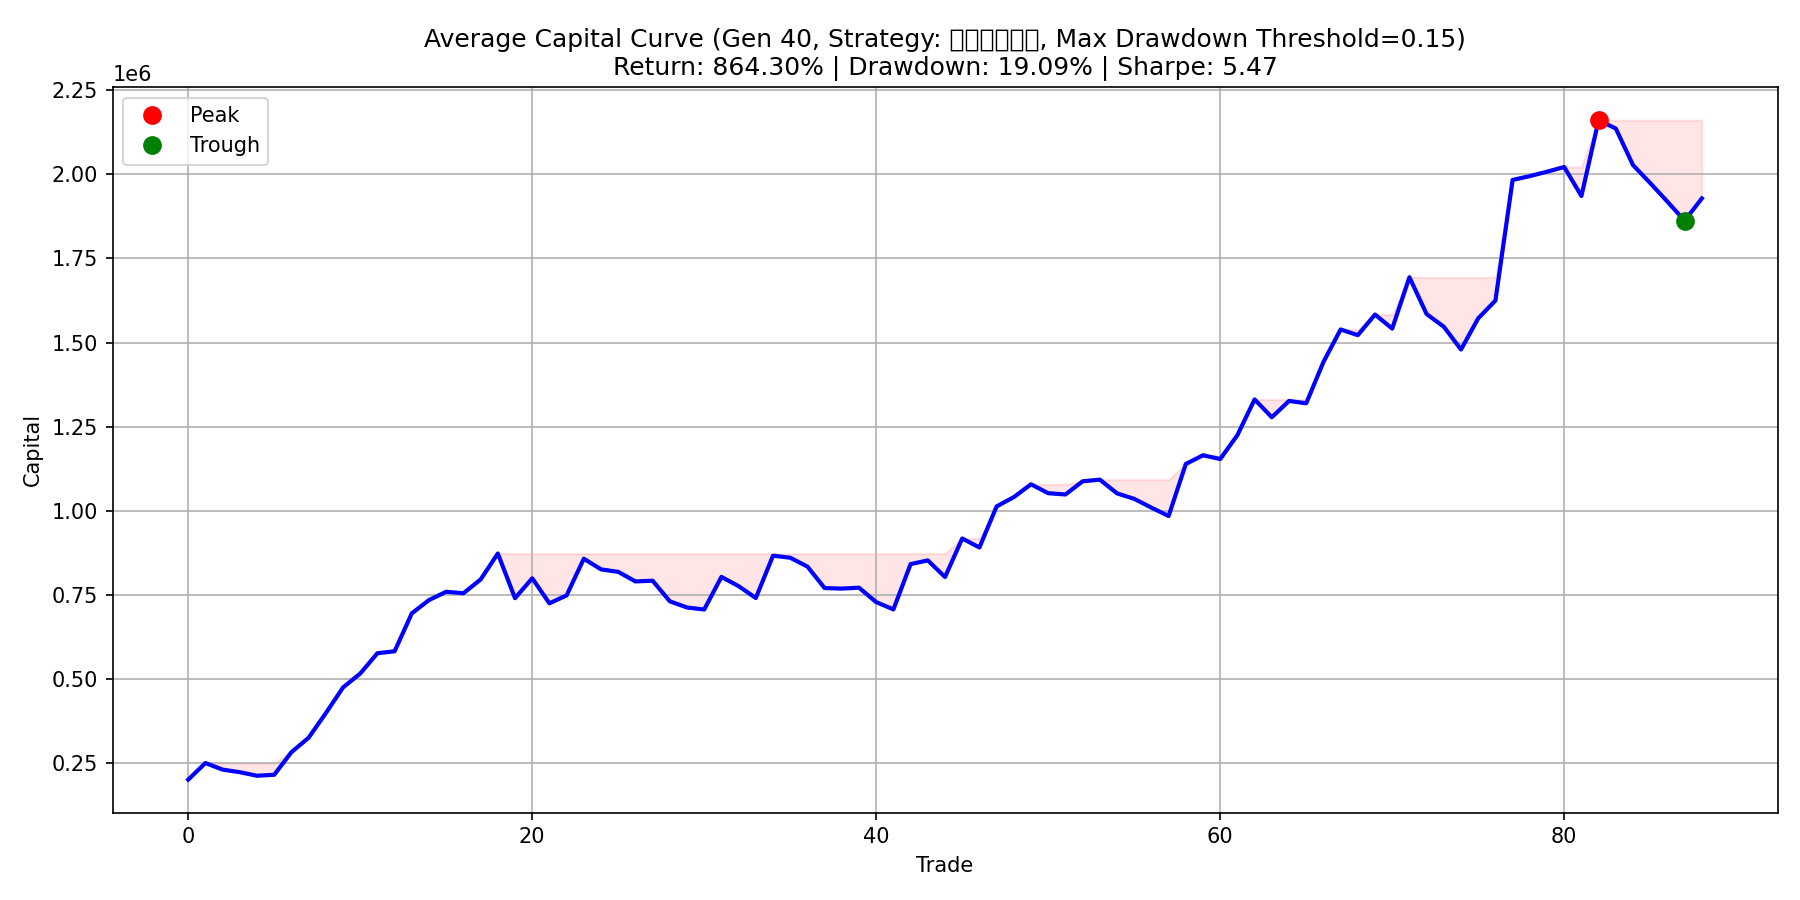 Average Capital Curve (Gen 40, Strategy: □□□□□□, Max Drawdown Threshold=0.15)
Return: 864.30% | Drawdown: 19.09% | Sharpe: 5.47
1e6
2.25
2.00
1.75
1.50
1.25
1.00
0.75
0.50
0.25
Capital
Peak
Trough
0
20
40
60
80
Trade